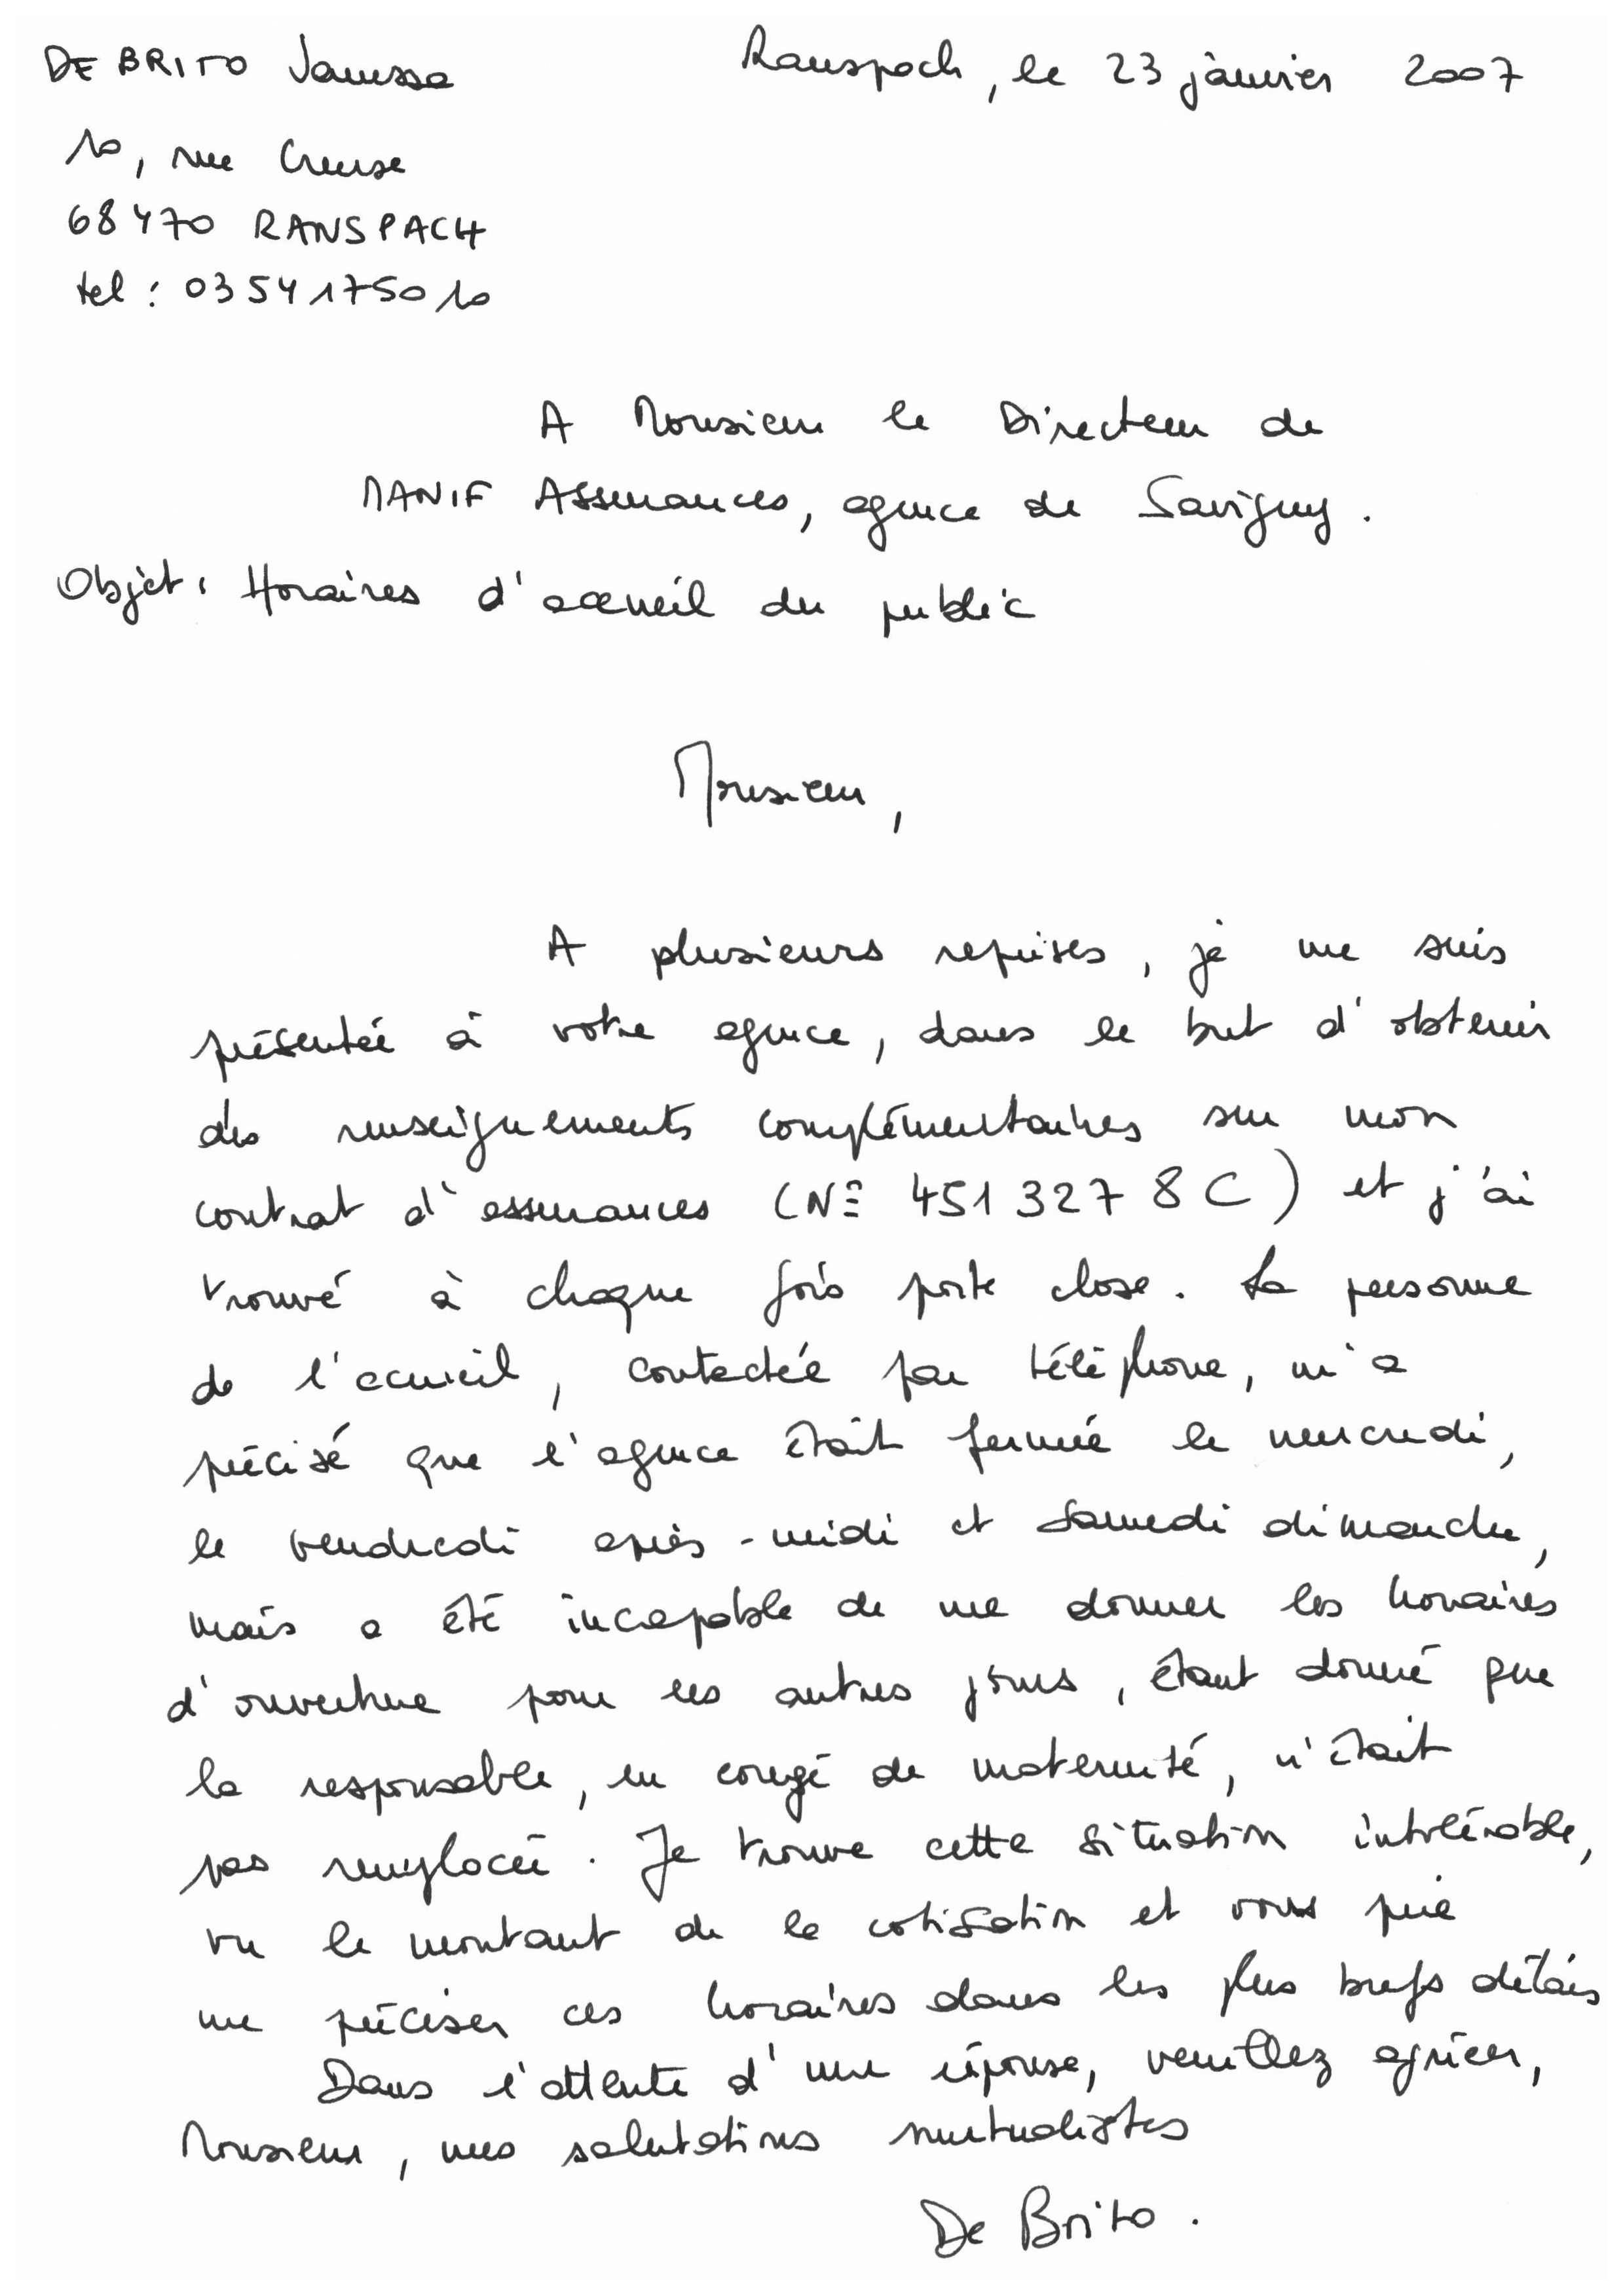 DE BRITO Vanessa
Ranspach, le 23 janvier 2007
10, rue Creuse
68470 RANSPACH
tel : 0354175010
A Monsieur le Directeur de
MANIF Assurances, agence de Savigny.
Objet : Horaires d'accueil du public
Monsieur,
A plusieurs reprises, je me suis
présentée à votre agence, dans le but d'obtenir
des renseignements complémentaires sur mon
contrat d'assurances (N° 451 327 8 C) et j'ai
trouvé à chaque fois porte close. La personne
de l'accueil, contactée par téléphone, m'a
précisé que l'agence était fermée le mercredi,
le vendredi après-midi et samedi dimanche,
mais a été incapable de me donner les horaires
d'ouverture pour les autres jours, étant donné que
la responsable, en congé de maternité, n'était
pas remplacée. Je trouve cette situation intolérable,
vu le montant de la cotisation et vous prie
me préciser ces horaires dans les plus brefs délais
Dans l'attente d'une réponse, veuillez agréer,
Monsieur, mes salutations mutualistes
De Brito.